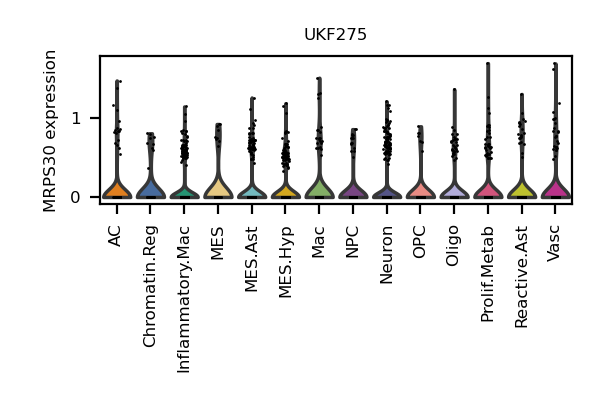 UKF275
MRPS30 expression
1
0
AC
Chromatin.Reg
Inflammatory.Mac
MES
MES.Ast
MES.Hyp
Mac
NPC
Neuron
OPC
Oligo
Prolif.Metab
Reactive.Ast
Vasc